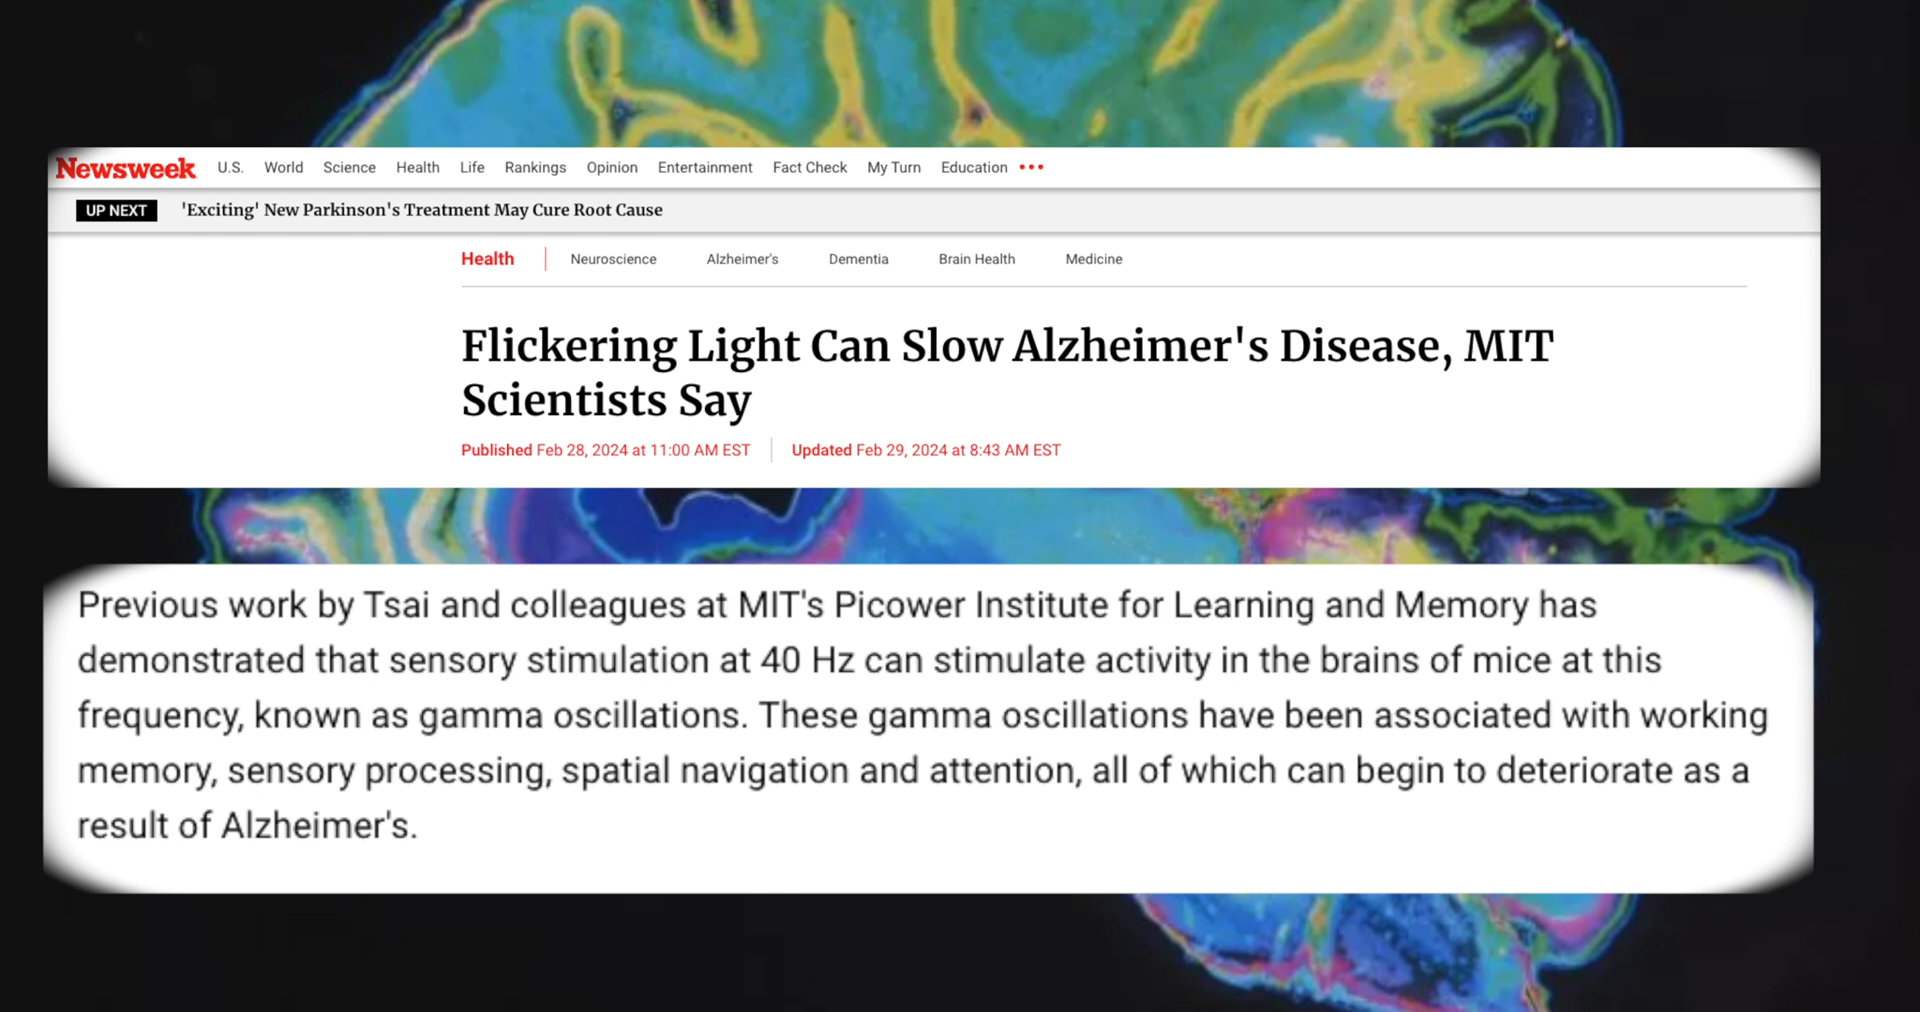 Newsweek U.S. World Science Health Life Rankings Opinion Entertainment Fact Check My Turn Education •••
UP NEXT 'Exciting' New Parkinson's Treatment May Cure Root Cause
Health Neuroscience Alzheimer's Dementia Brain Health Medicine
Flickering Light Can Slow Alzheimer's Disease, MIT
Scientists Say
Published Feb 28, 2024 at 11:00 AM EST Updated Feb 29, 2024 at 8:43 AM EST
Previous work by Tsai and colleagues at MIT's Picower Institute for Learning and Memory has
demonstrated that sensory stimulation at 40 Hz can stimulate activity in the brains of mice at this
frequency, known as gamma oscillations. These gamma oscillations have been associated with working
memory, sensory processing, spatial navigation and attention, all of which can begin to deteriorate as a
result of Alzheimer's.